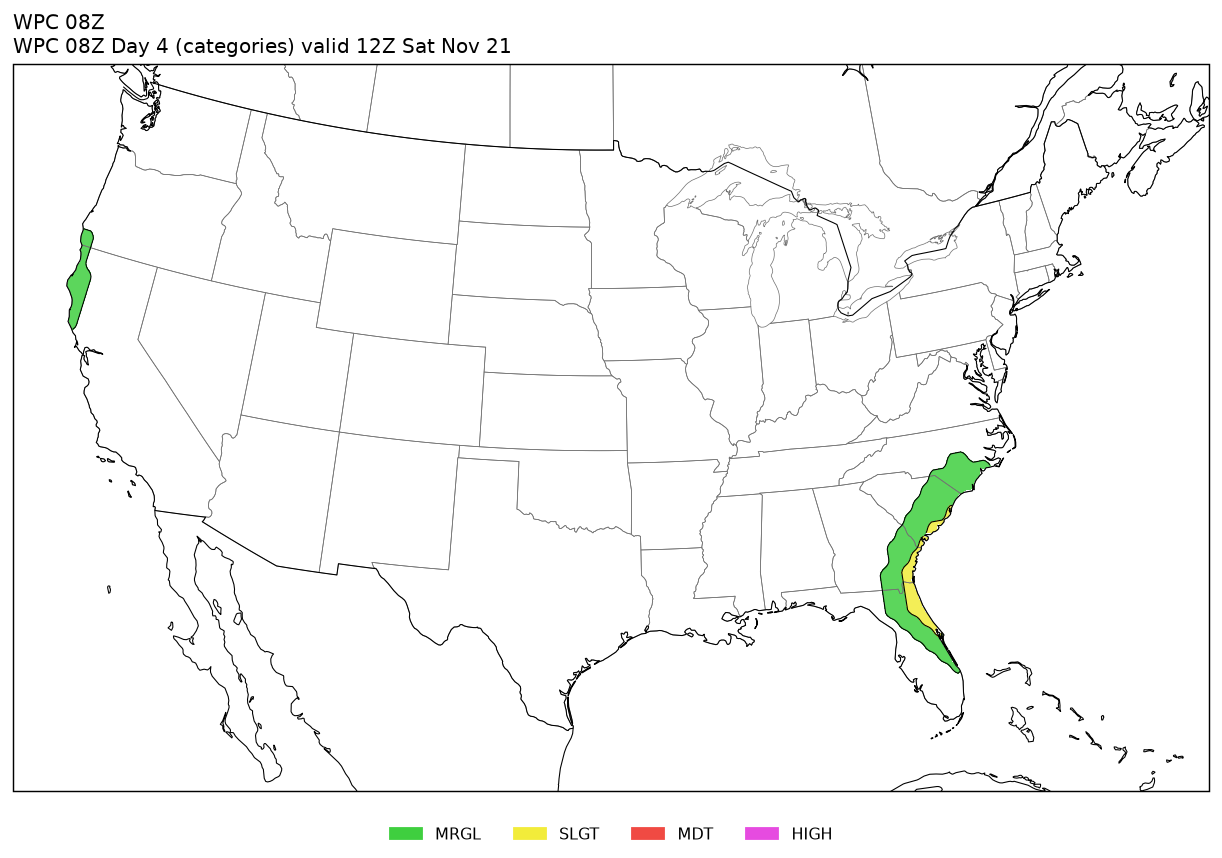 WPC 08Z
WPC 08Z Day 4 (categories) valid 12Z Sat Nov 21
MRGL SLGT MDT HIGH